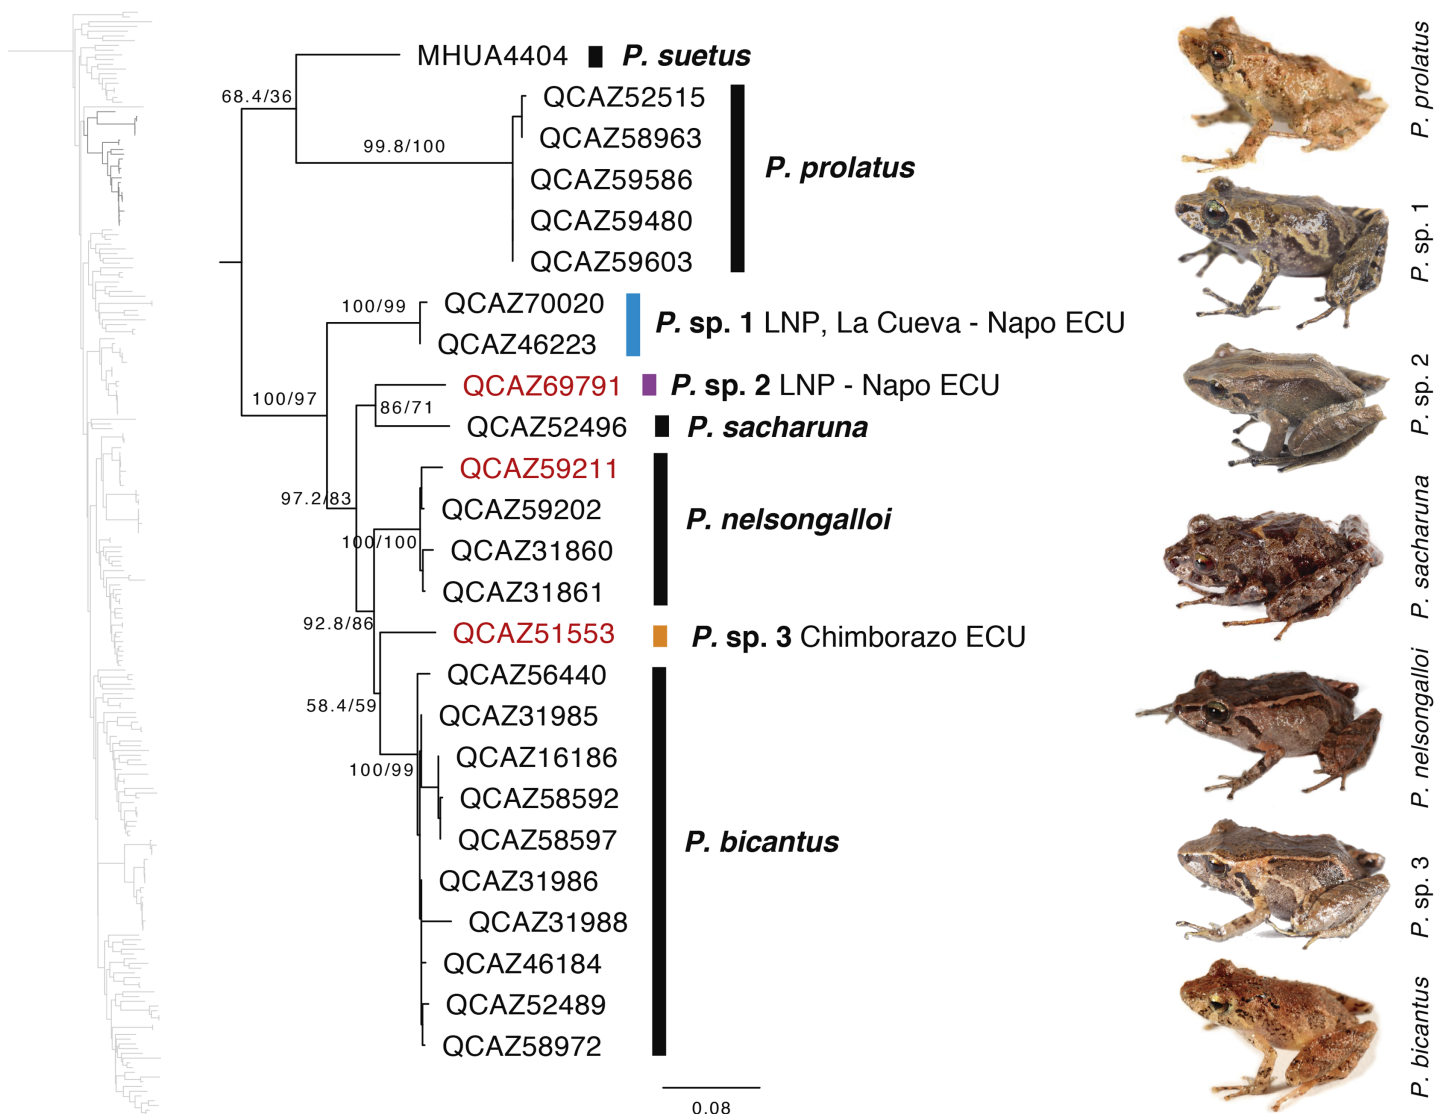 MHUA4404 P. suetus
68.4/36
QCAZ52515
QCAZ58963
99.8/100
QCAZ59586
P. prolatus
QCAZ59480
QCAZ59603
QCAZ70020
100/99
P. sp. 1 LNP, La Cueva - Napo ECU
QCAZ46223
QCAZ69791 P. sp. 2 LNP - Napo ECU
100/97
86/71
QCAZ52496 P. sacharuna
QCAZ59211
97.2/83
QCAZ59202
P. nelsongalloi
100/100
QCAZ31860
QCAZ31861
92.8/86
QCAZ51553 P. sp. 3 Chimborazo ECU
QCAZ56440
58.4/59
QCAZ31985
QCAZ16186
100/99
QCAZ58592
QCAZ58597
P. bicantus
QCAZ31986
QCAZ31988
QCAZ46184
QCAZ52489
QCAZ58972
0.08
P. prolatus
P. sp. 1
P. sp. 2
P. sacharuna
P. nelsongalloi
P. sp. 3
P. bicantus